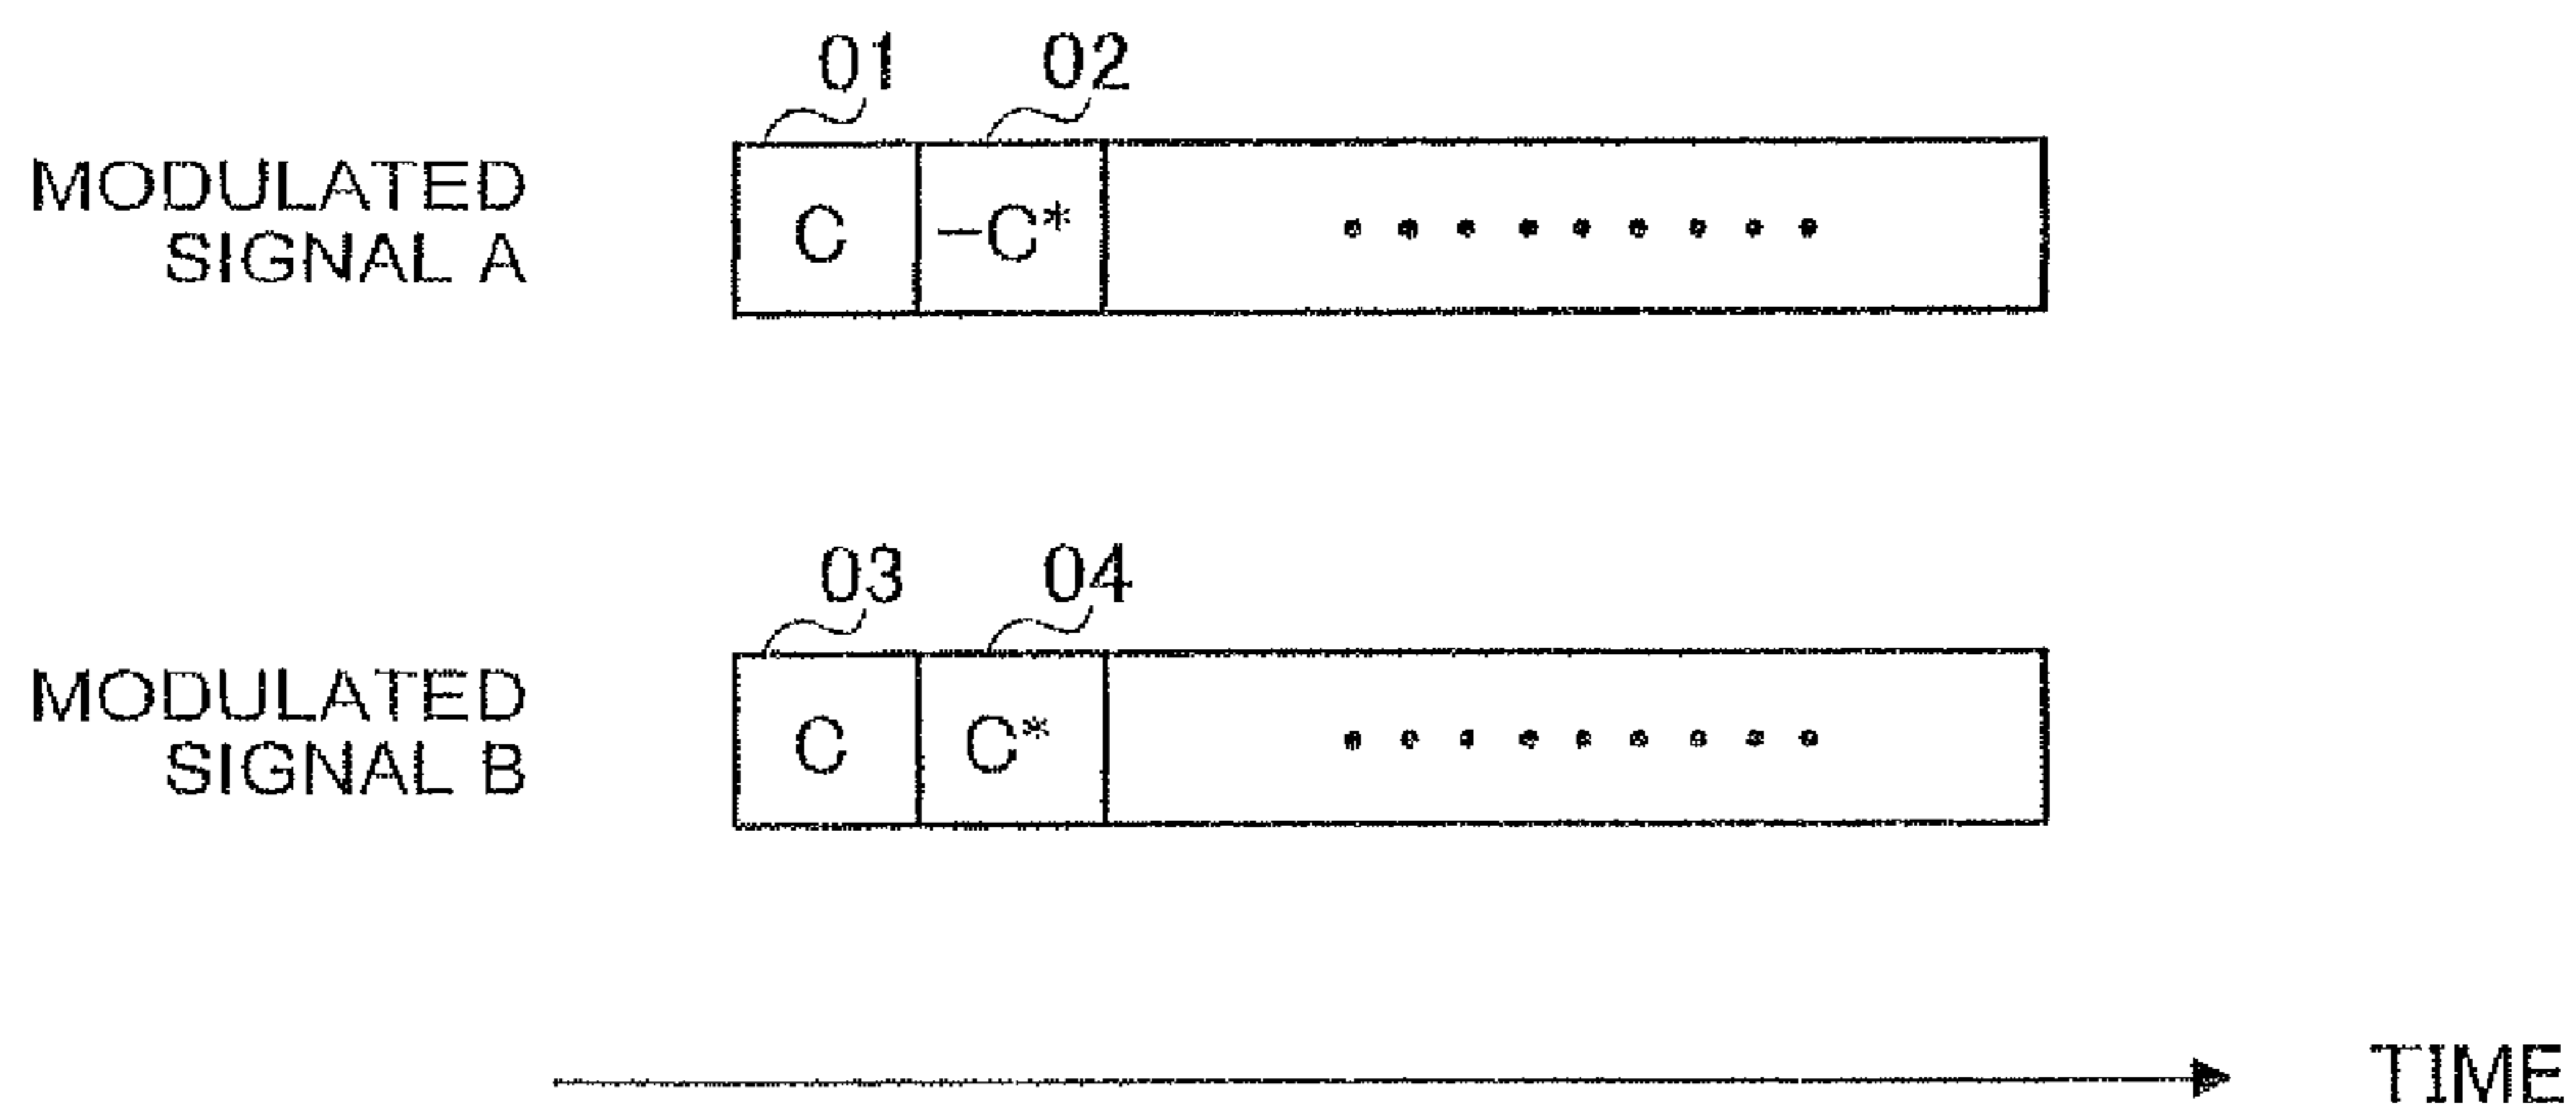 01 02
MODULATED
SIGNAL A
C -C* • • • • • • • • •
03 04
MODULATED
SIGNAL B
C C* • • • • • • • • •
TIME